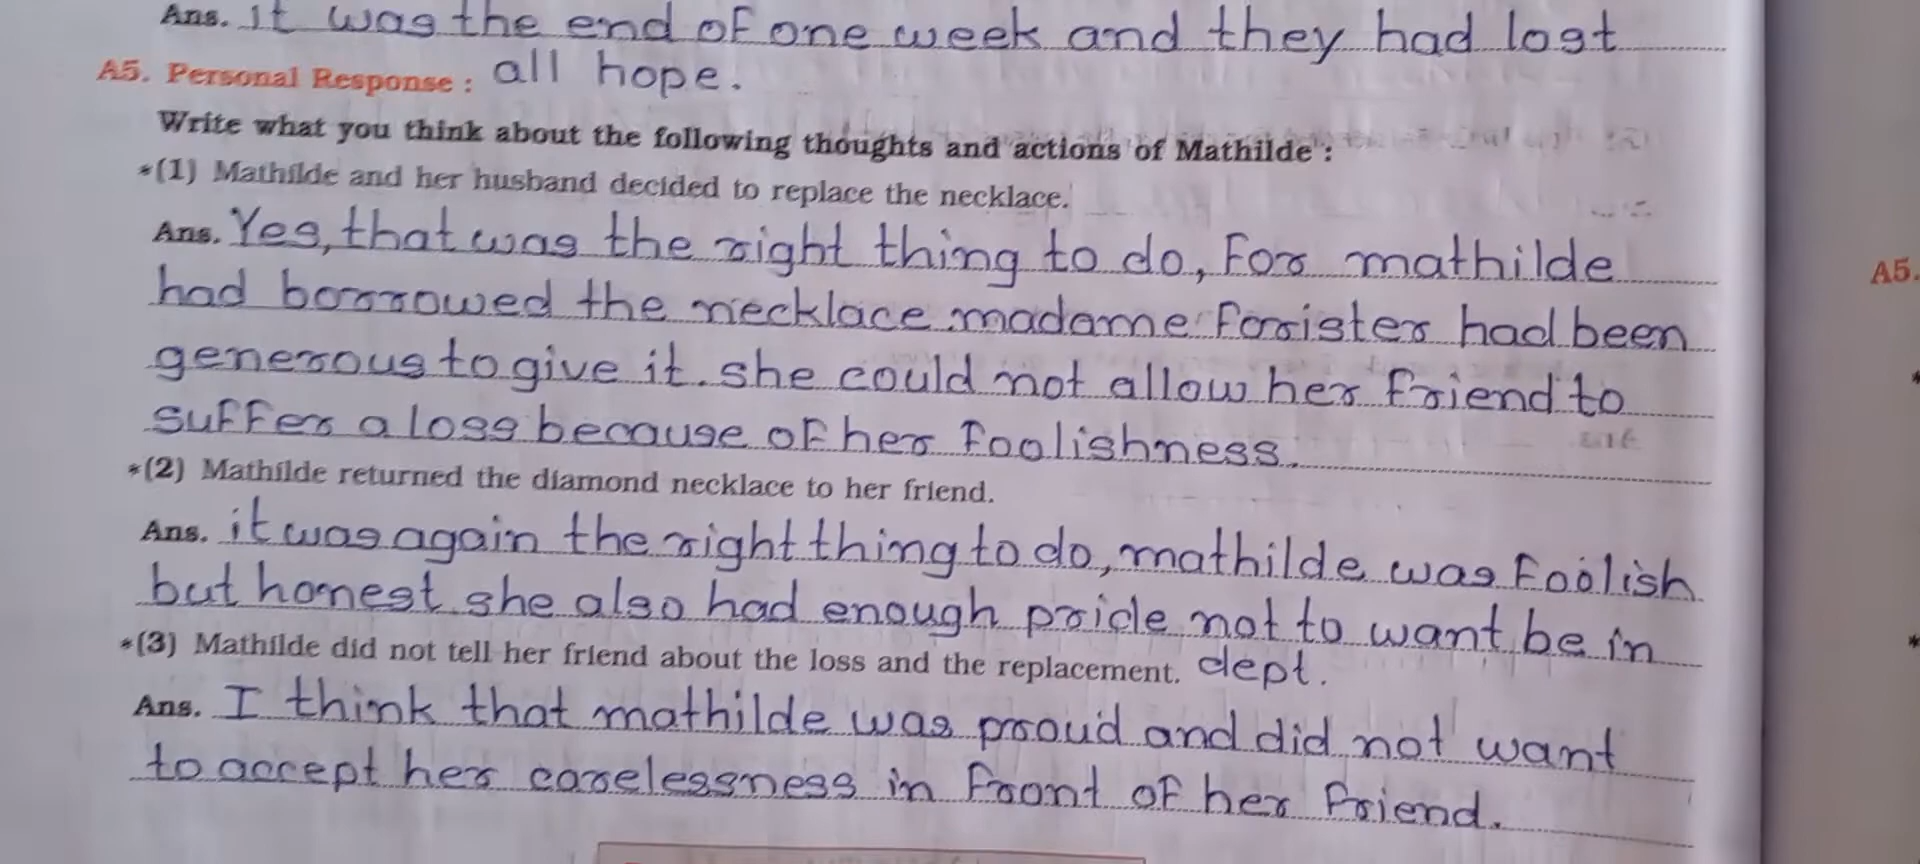 Ans. it was the end of one week and they had lost
A5. Personal Response : all hope.
Write what you think about the following thoughts and actions of Mathilde :
*(1) Mathilde and her husband decided to replace the necklace.
Ans. Yes, that was the right thing to do, For mathilde
had borrowed the necklace madame forister had been
generous to give it. she could not allow her friend to
suffer a loss because of her foolishness.
*(2) Mathilde returned the diamond necklace to her friend.
Ans. it was again the right thing to do, mathilde was foolish
but honest she also had enough pride not to want be in
*(3) Mathilde did not tell her friend about the loss and the replacement. dept.
Ans. I think that mathilde was proud and did not want
to accept her carelessness in front of her friend.
A5.